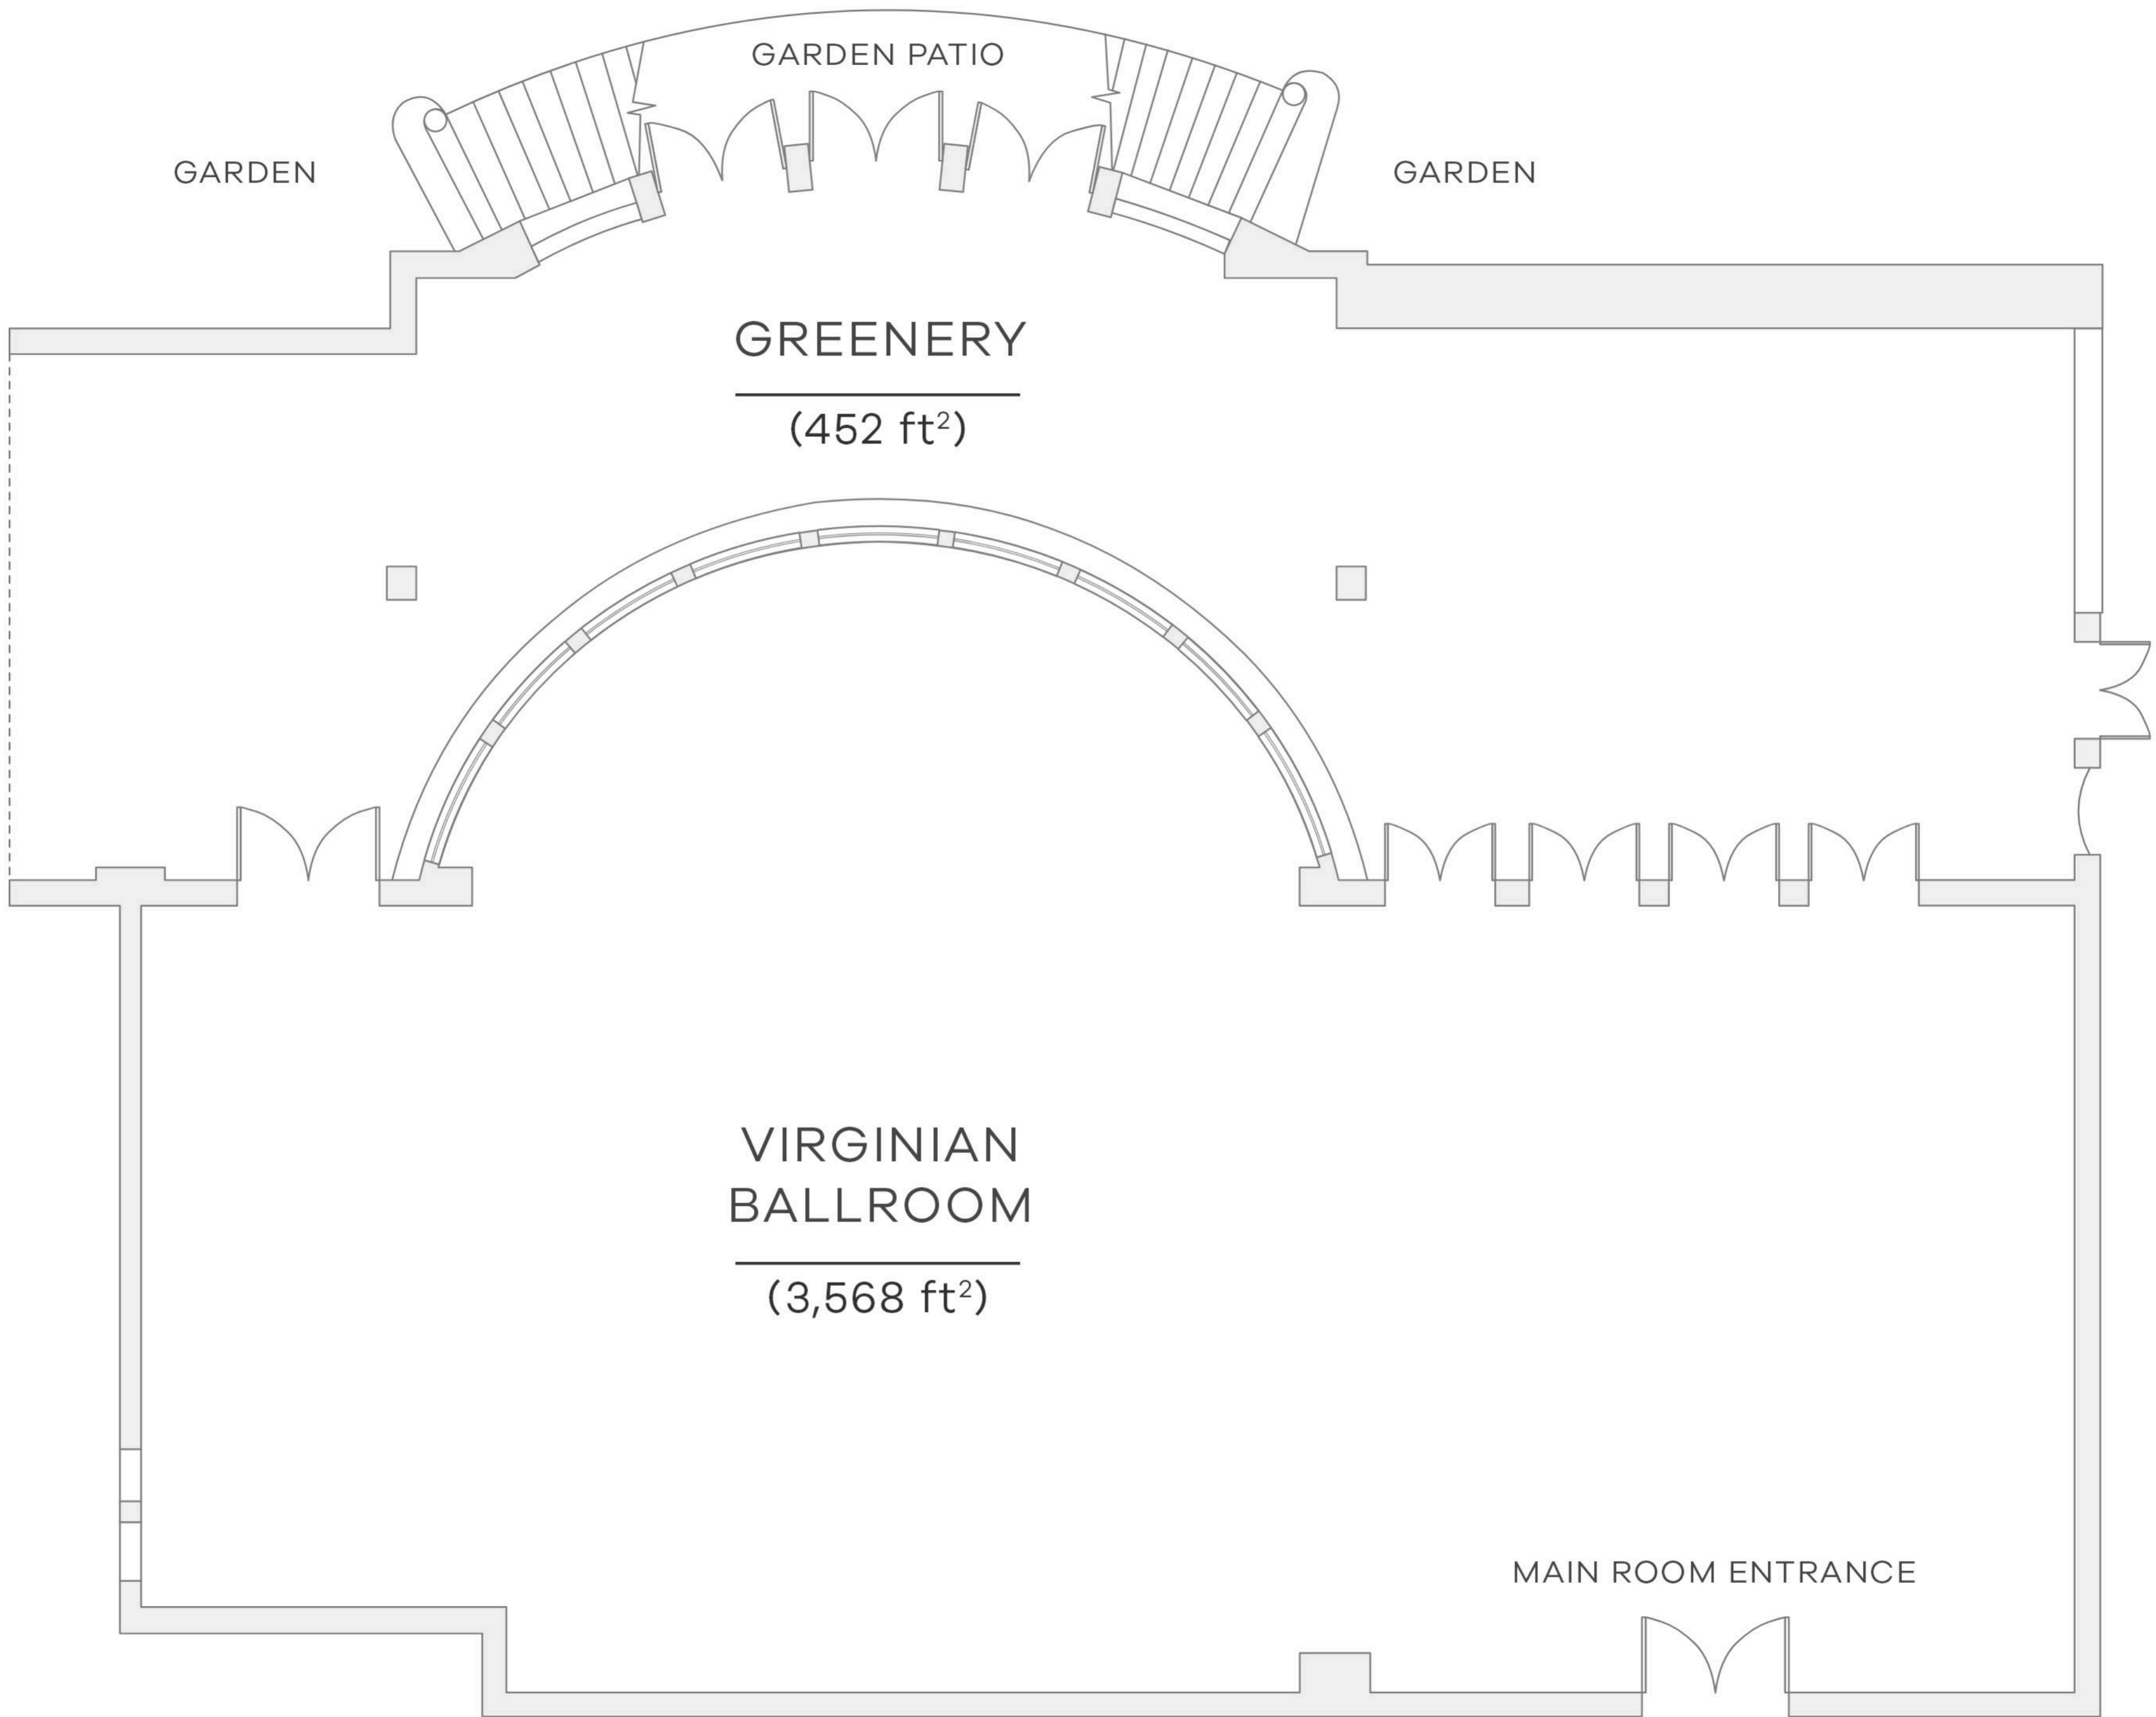 GARDEN PATIO
GARDEN
GARDEN
GREENERY
(452 ft²)
VIRGINIAN
BALLROOM
(3,568 ft²)
MAIN ROOM ENTRANCE